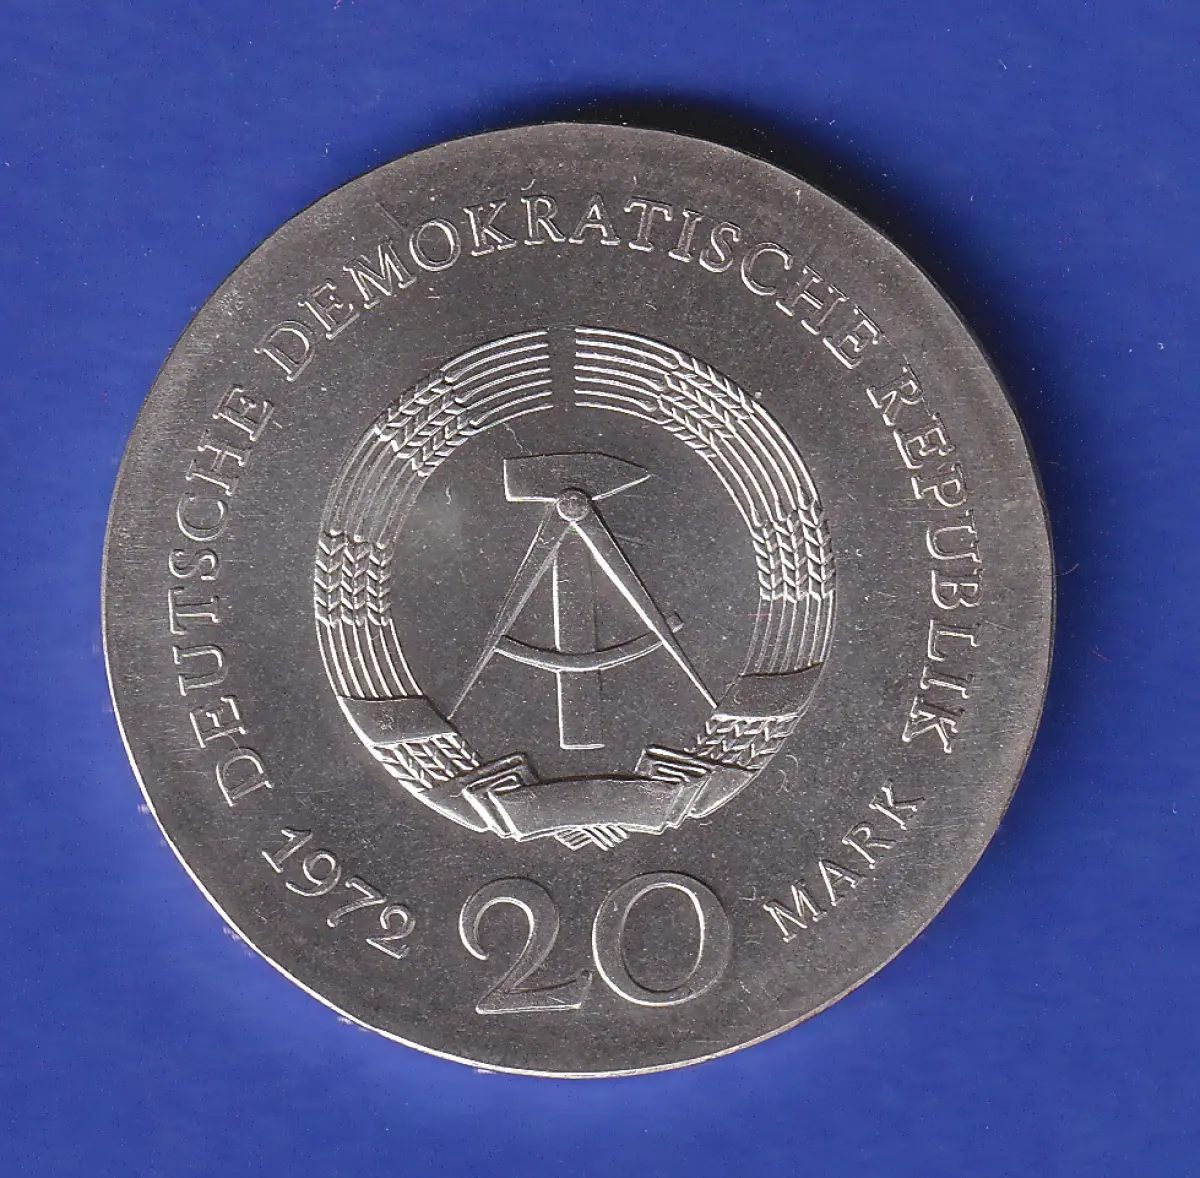 DEUTSCHE DEMOKRATISCHE REPUBLIK
1972
20
MARK